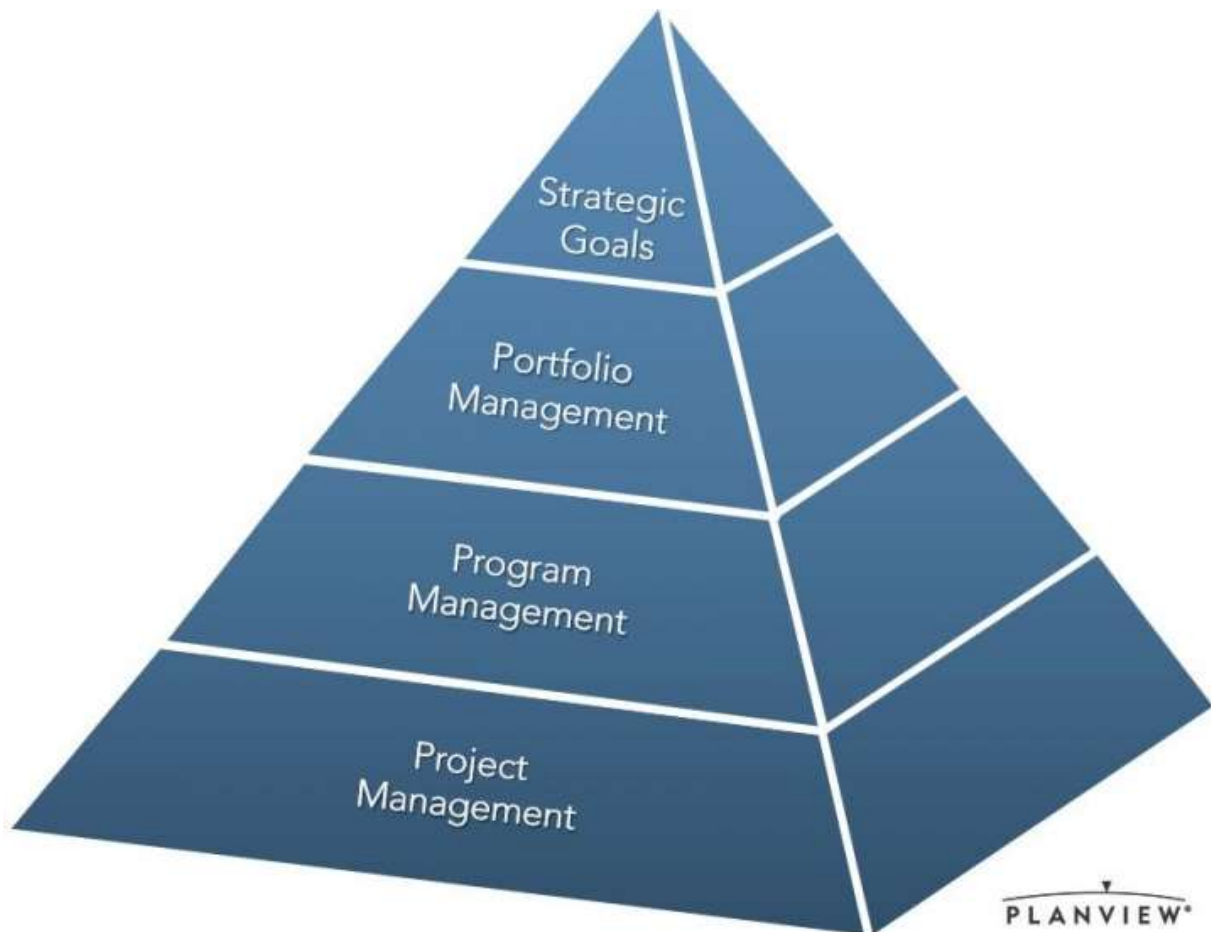 Strategic
Goals
Portfolio
Management
Program
Management
Project
Management
PLANVIEW®